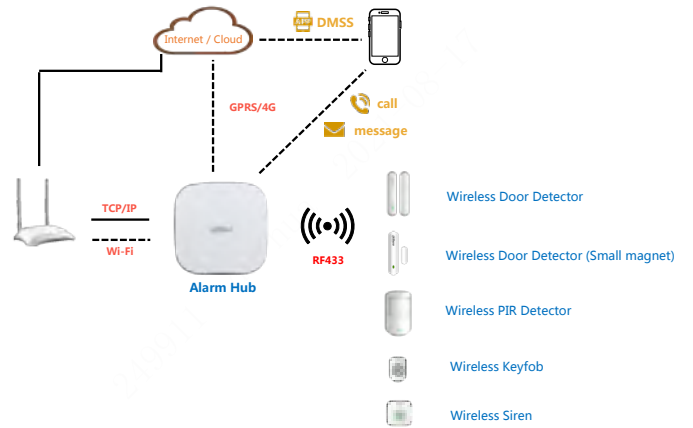 APP DMSS
Internet / Cloud
GPRS/4G
call
message
TCP/IP
Wi-Fi
RF433
Alarm Hub
Wireless Door Detector
Wireless Door Detector (Small magnet)
Wireless PIR Detector
Wireless Keyfob
Wireless Siren